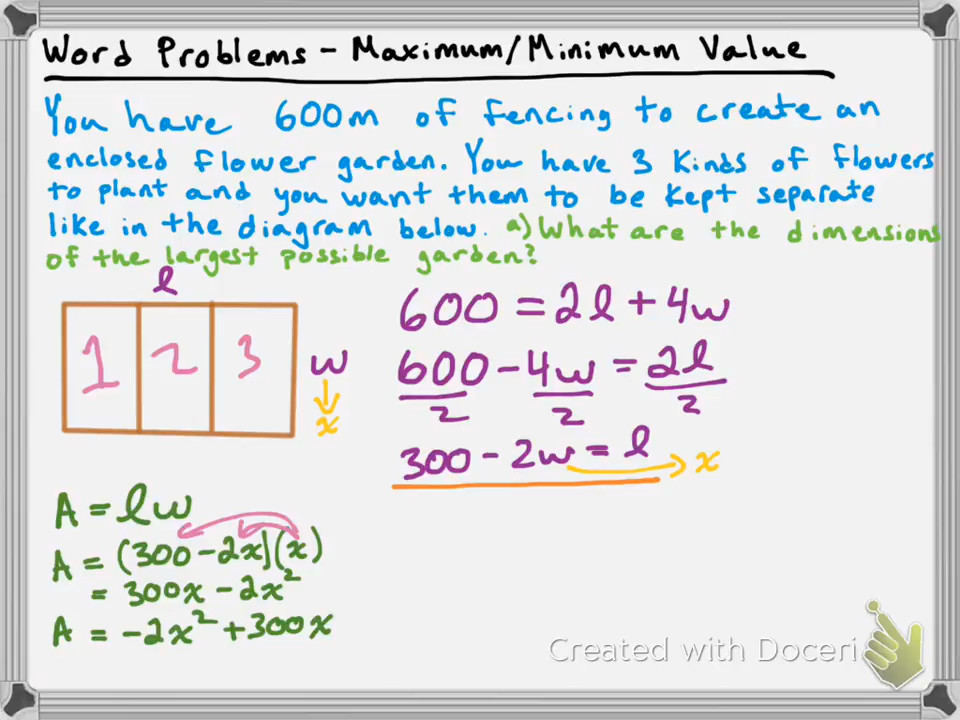 Word Problems - Maximum/Minimum Value
You have 600m of fencing to create an
enclosed flower garden. You have 3 kinds of flowers
to plant and you want them to be kept separate
like in the diagram below. a) What are the dimensions
of the largest possible garden?
l
1 2 3
w
x
600 = 2l + 4w
600 - 4w = 2l
2 2 2
300 - 2w = l
x
A = lw
A = (300 - 2x)(x)
= 300x - 2x²
A = -2x² + 300x
Created with Doceri